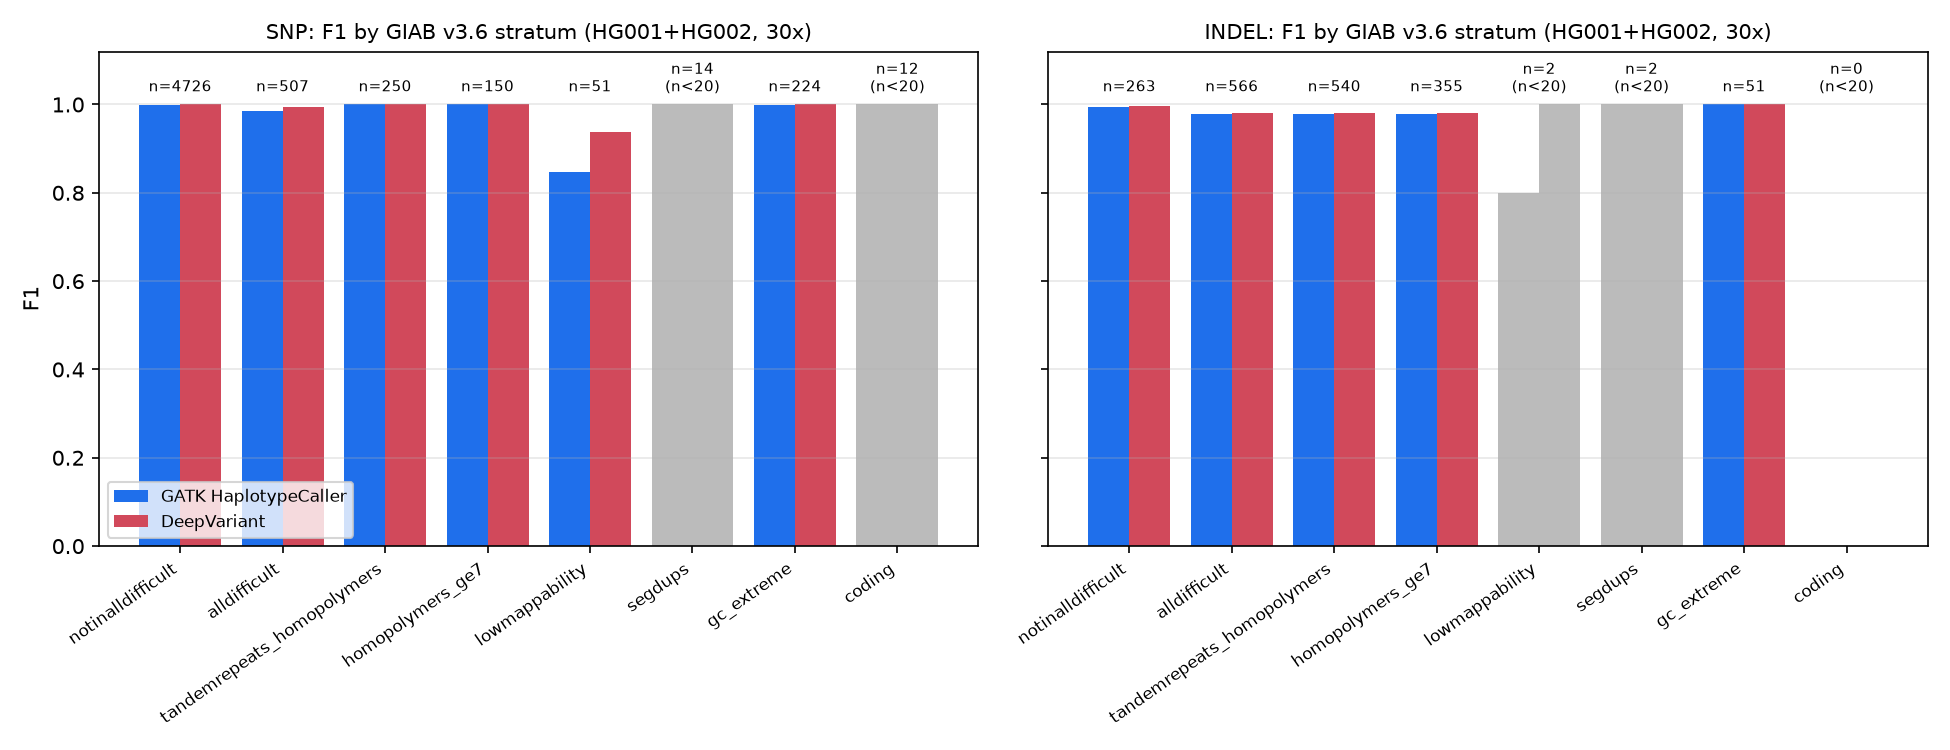 SNP: F1 by GIAB v3.6 stratum (HG001+HG002, 30x)
n=4726
n=507
n=250
n=150
n=51
n=14
(n<20)
n=224
n=12
(n<20)
F1
1.0
0.8
0.6
0.4
0.2
0.0
GATK HaplotypeCaller
DeepVariant
notinalldifficult
alldifficult
tandemrepeats_homopolymers
homopolymers_ge7
lowmappability
segdups
gc_extreme
coding
INDEL: F1 by GIAB v3.6 stratum (HG001+HG002, 30x)
n=263
n=566
n=540
n=355
n=2
(n<20)
n=2
(n<20)
n=51
n=0
(n<20)
notinalldifficult
alldifficult
tandemrepeats_homopolymers
homopolymers_ge7
lowmappability
segdups
gc_extreme
coding